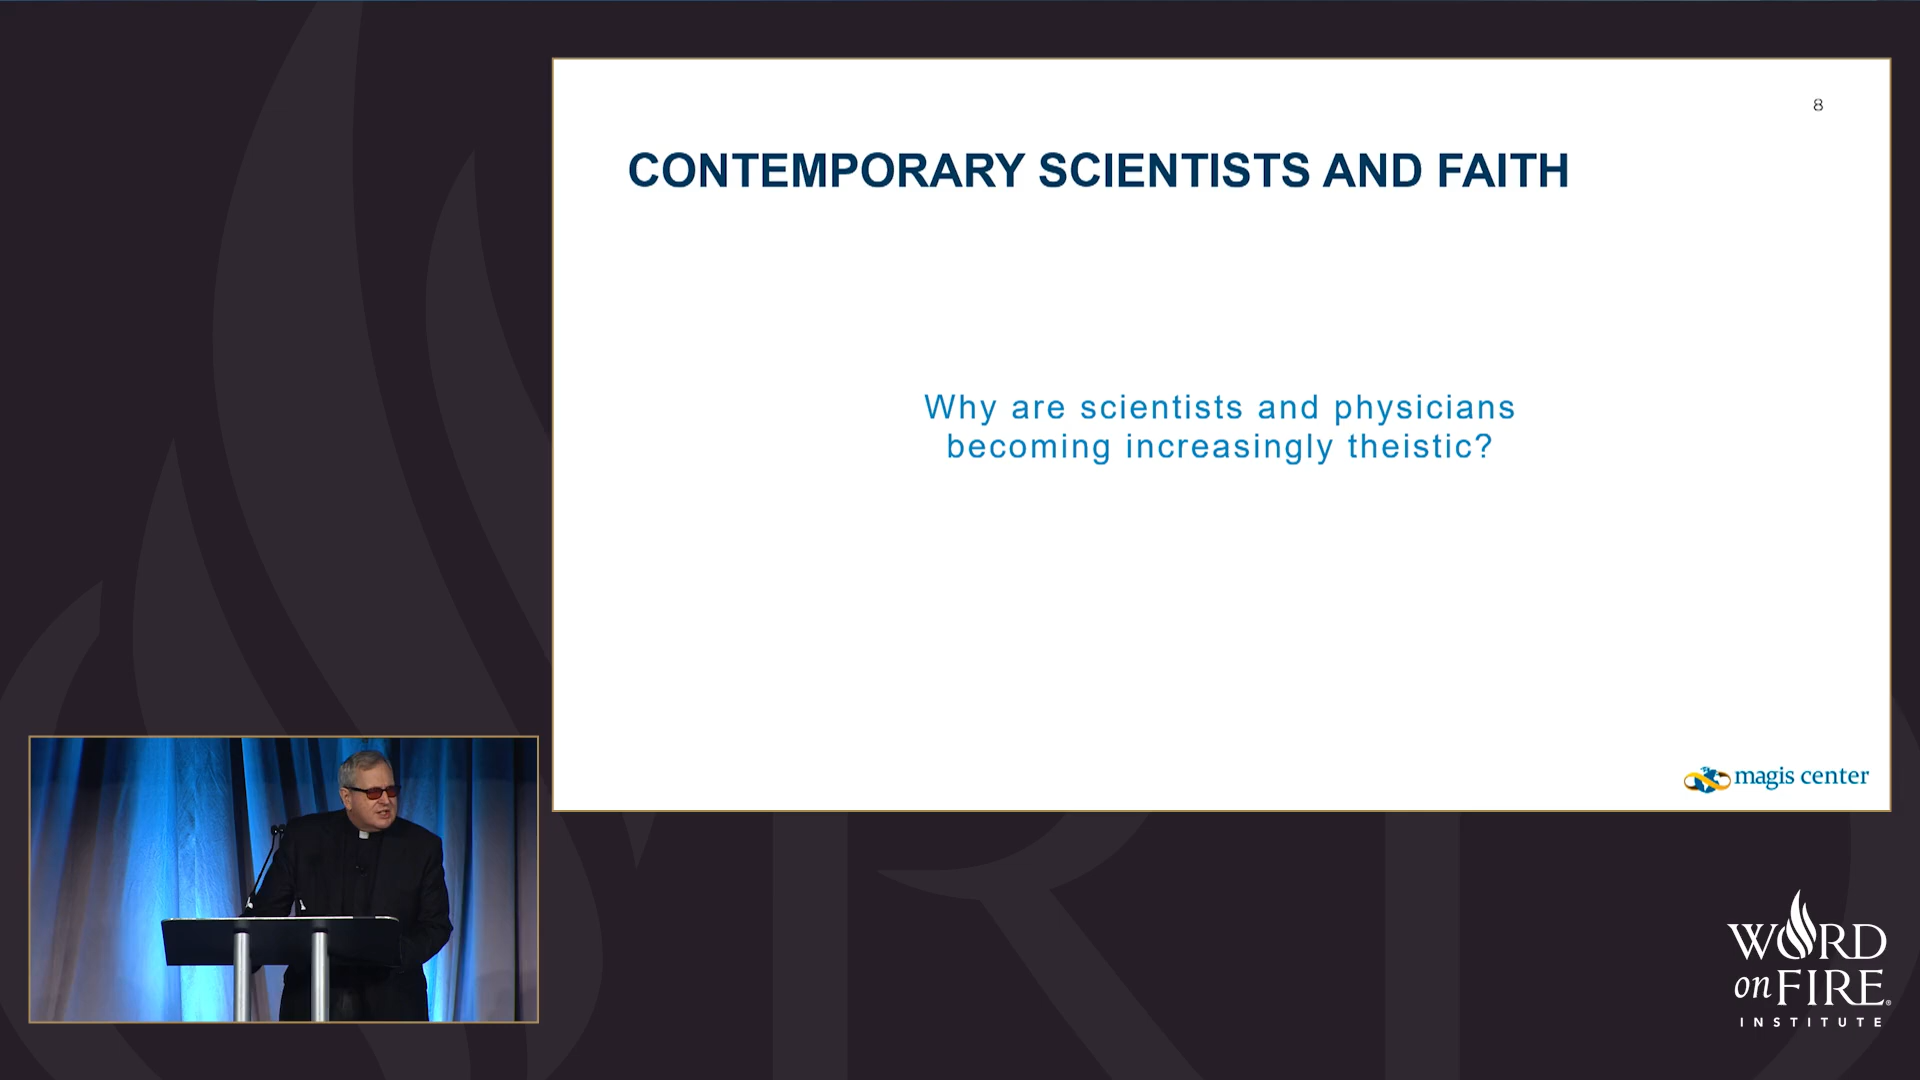 8
CONTEMPORARY SCIENTISTS AND FAITH
Why are scientists and physicians
becoming increasingly theistic?
magis center
WORD
on FIRE
INSTITUTE